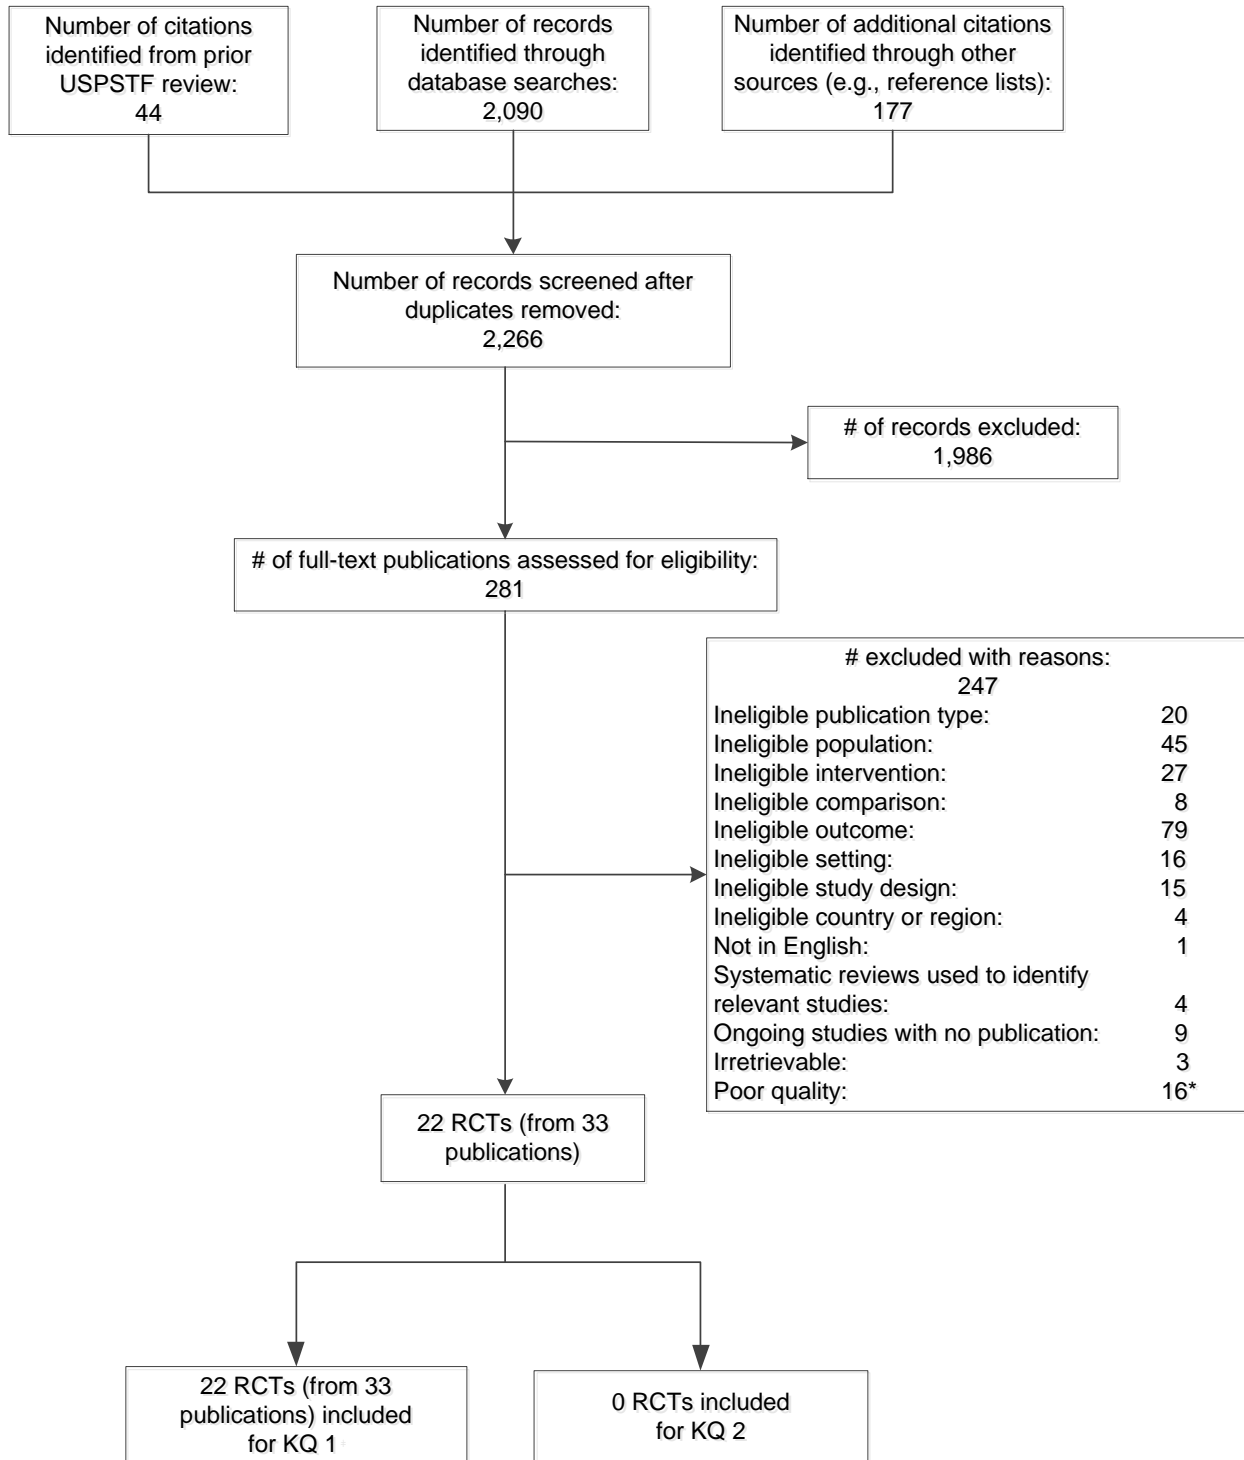 Number of citations
identified from prior
USPSTF review:
44
Number of records
identified through
database searches:
2,090
Number of additional citations
identified through other
sources (e.g., reference lists):
177
Number of records screened after
duplicates removed:
2,266
# of records excluded:
1,986
# of full-text publications assessed for eligibility:
281
# excluded with reasons:
247
Ineligible publication type: 20
Ineligible population: 45
Ineligible intervention: 27
Ineligible comparison: 8
Ineligible outcome: 79
Ineligible setting: 16
Ineligible study design: 15
Ineligible country or region: 4
Not in English: 1
Systematic reviews used to identify
relevant studies: 4
Ongoing studies with no publication: 9
Irretrievable: 3
Poor quality: 16*
22 RCTs (from 33
publications)
22 RCTs (from 33
publications) included
for KQ 1
0 RCTs included
for KQ 2